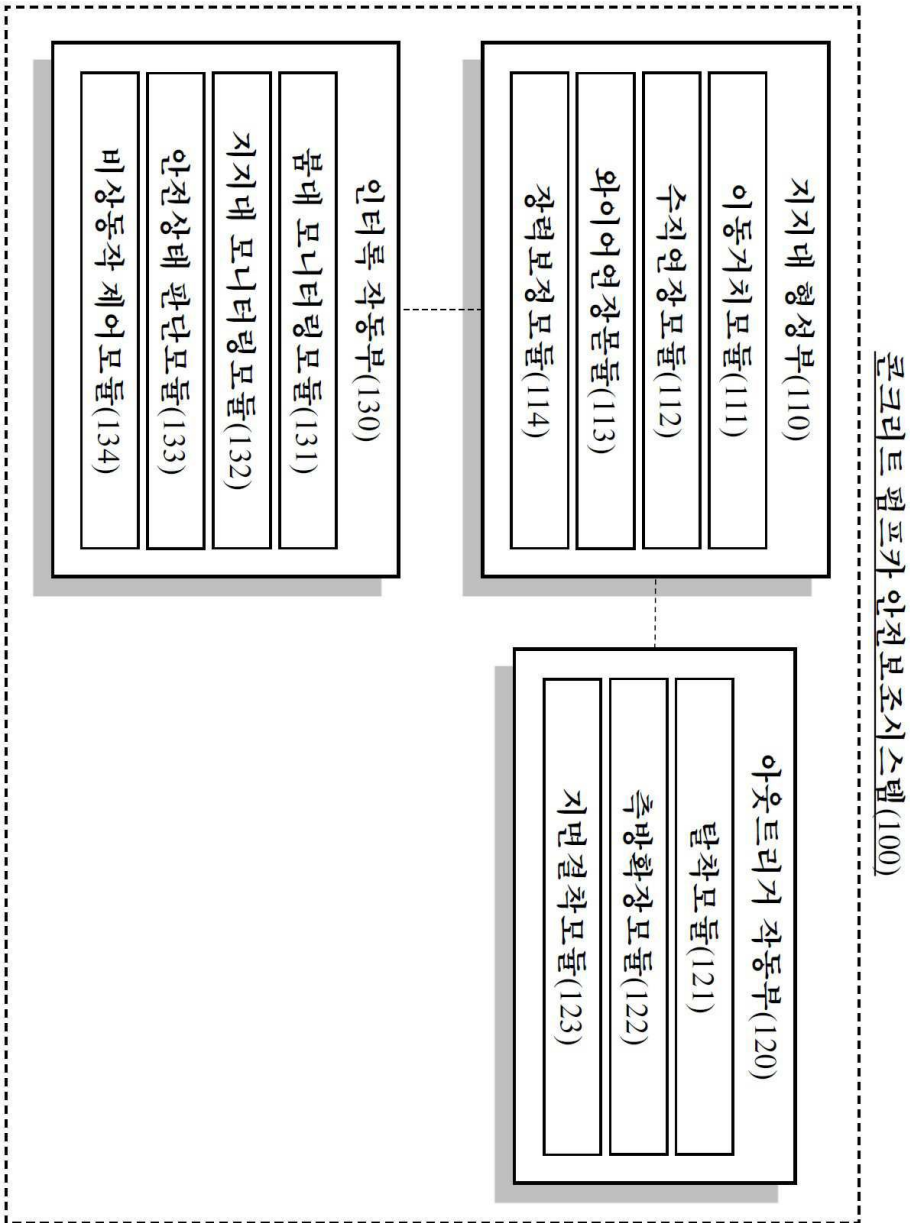 콘크리트 펌프카 안전보조시스템(100)
지지대 형성부(110)
이동거치모듈(111)
수직연장모듈(112)
와이어연장문듈(113)
장력보정모듈(114)
아웃트리거 작동부(120)
탈착모듈(121)
측방확장모듈(122)
지면결착모듈(123)
인터록 작동부(130)
붐대 모니터링모듈(131)
지지대 모니터링모듈(132)
안전상태 판단모듈(133)
비상동작 제어모듈(134)